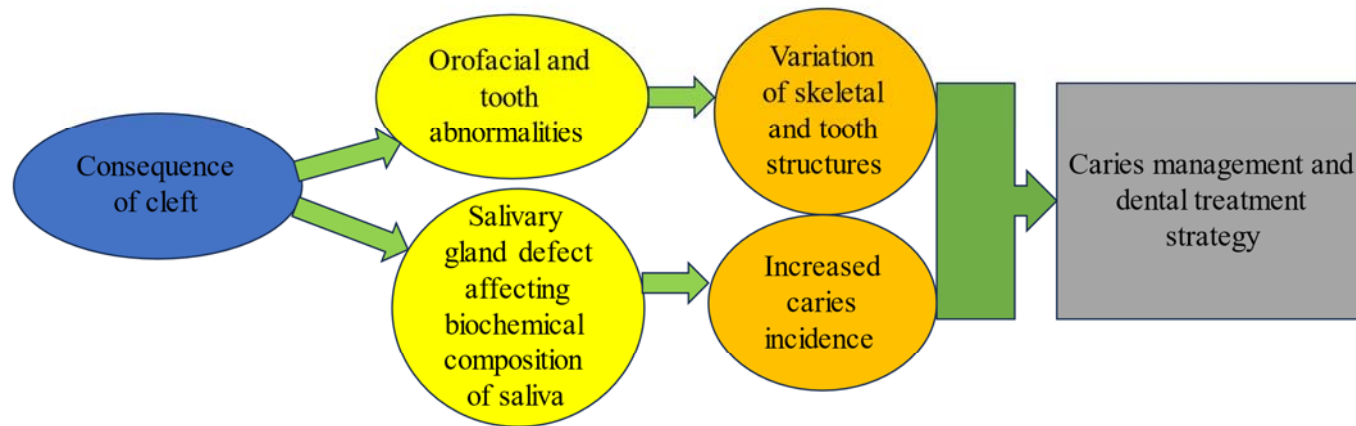 Consequence
of cleft
Orofacial and
tooth
abnormalities
Salivary
gland defect
affecting
biochemical
composition
of saliva
Variation
of skeletal
and tooth
structures
Increased
caries
incidence
Caries management and
dental treatment
strategy